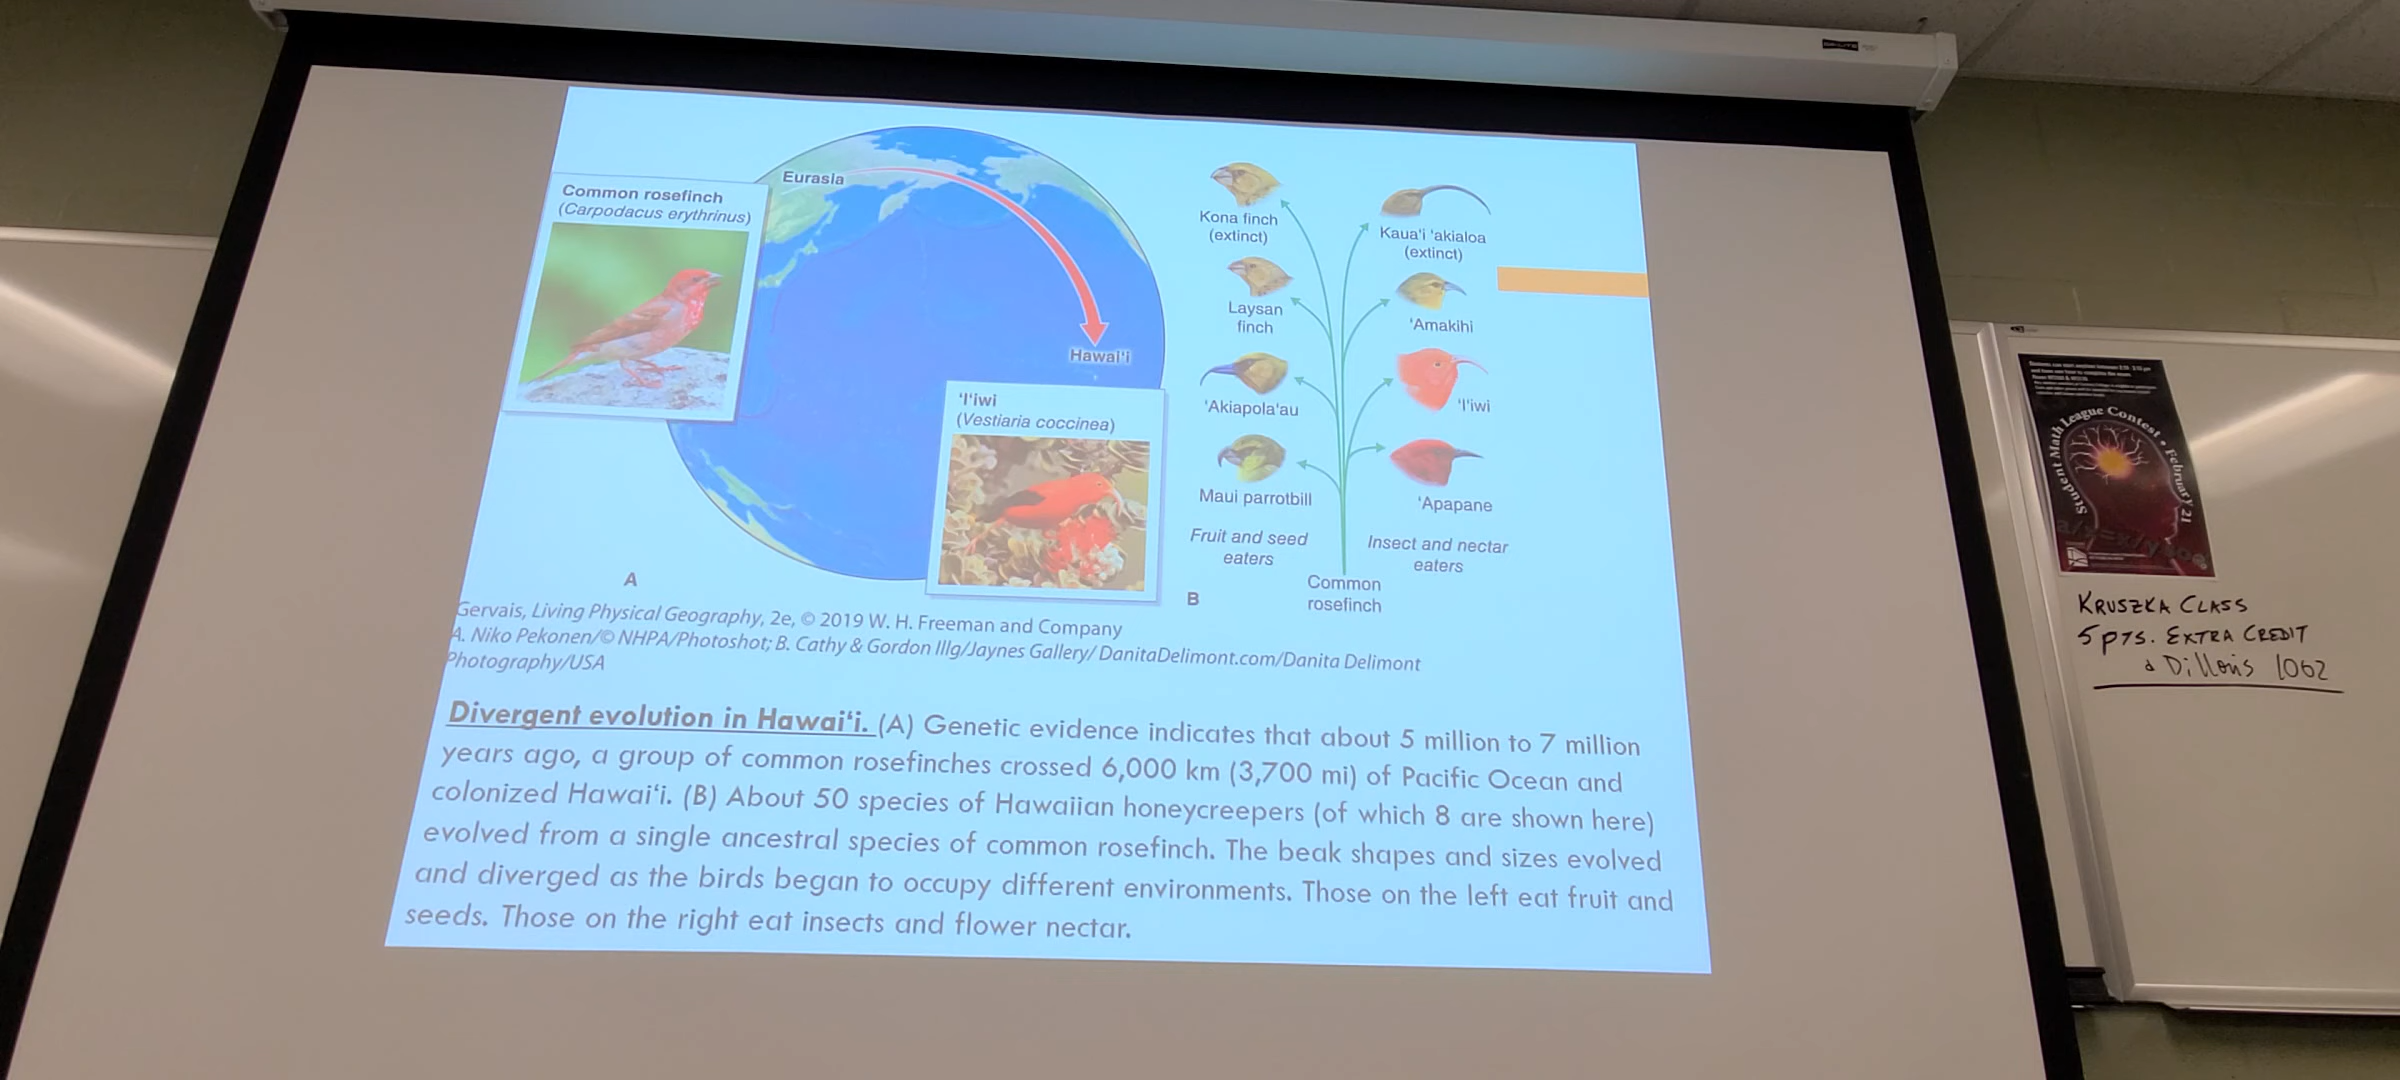 Common rosefinch
(Carpodacus erythrinus)
Eurasia
Hawai'i
'I'iwi
(Vestiaria coccinea)
A
Kona finch
(extinct)
Kaua'i 'akialoa
(extinct)
Laysan
finch
'Amakihi
'Akiapola'au
'I'iwi
Maui parrotbill
'Apapane
Fruit and seed
eaters
Insect and nectar
eaters
Common
rosefinch
B
Gervais, Living Physical Geography, 2e, © 2019 W. H. Freeman and Company
A. Niko Pekonen/© NHPA/Photoshot; B. Cathy & Gordon Illg/Jaynes Gallery/ DanitaDelimont.com/Danita Delimont
Photography/USA
Divergent evolution in Hawai'i. (A) Genetic evidence indicates that about 5 million to 7 million
years ago, a group of common rosefinches crossed 6,000 km (3,700 mi) of Pacific Ocean and
colonized Hawai'i. (B) About 50 species of Hawaiian honeycreepers (of which 8 are shown here)
evolved from a single ancestral species of common rosefinch. The beak shapes and sizes evolved
and diverged as the birds began to occupy different environments. Those on the left eat fruit and
seeds. Those on the right eat insects and flower nectar.
Student Math League Contest • February 21
KRUSZKA CLASS
5 PTS. EXTRA CREDIT
Dillon's 1062